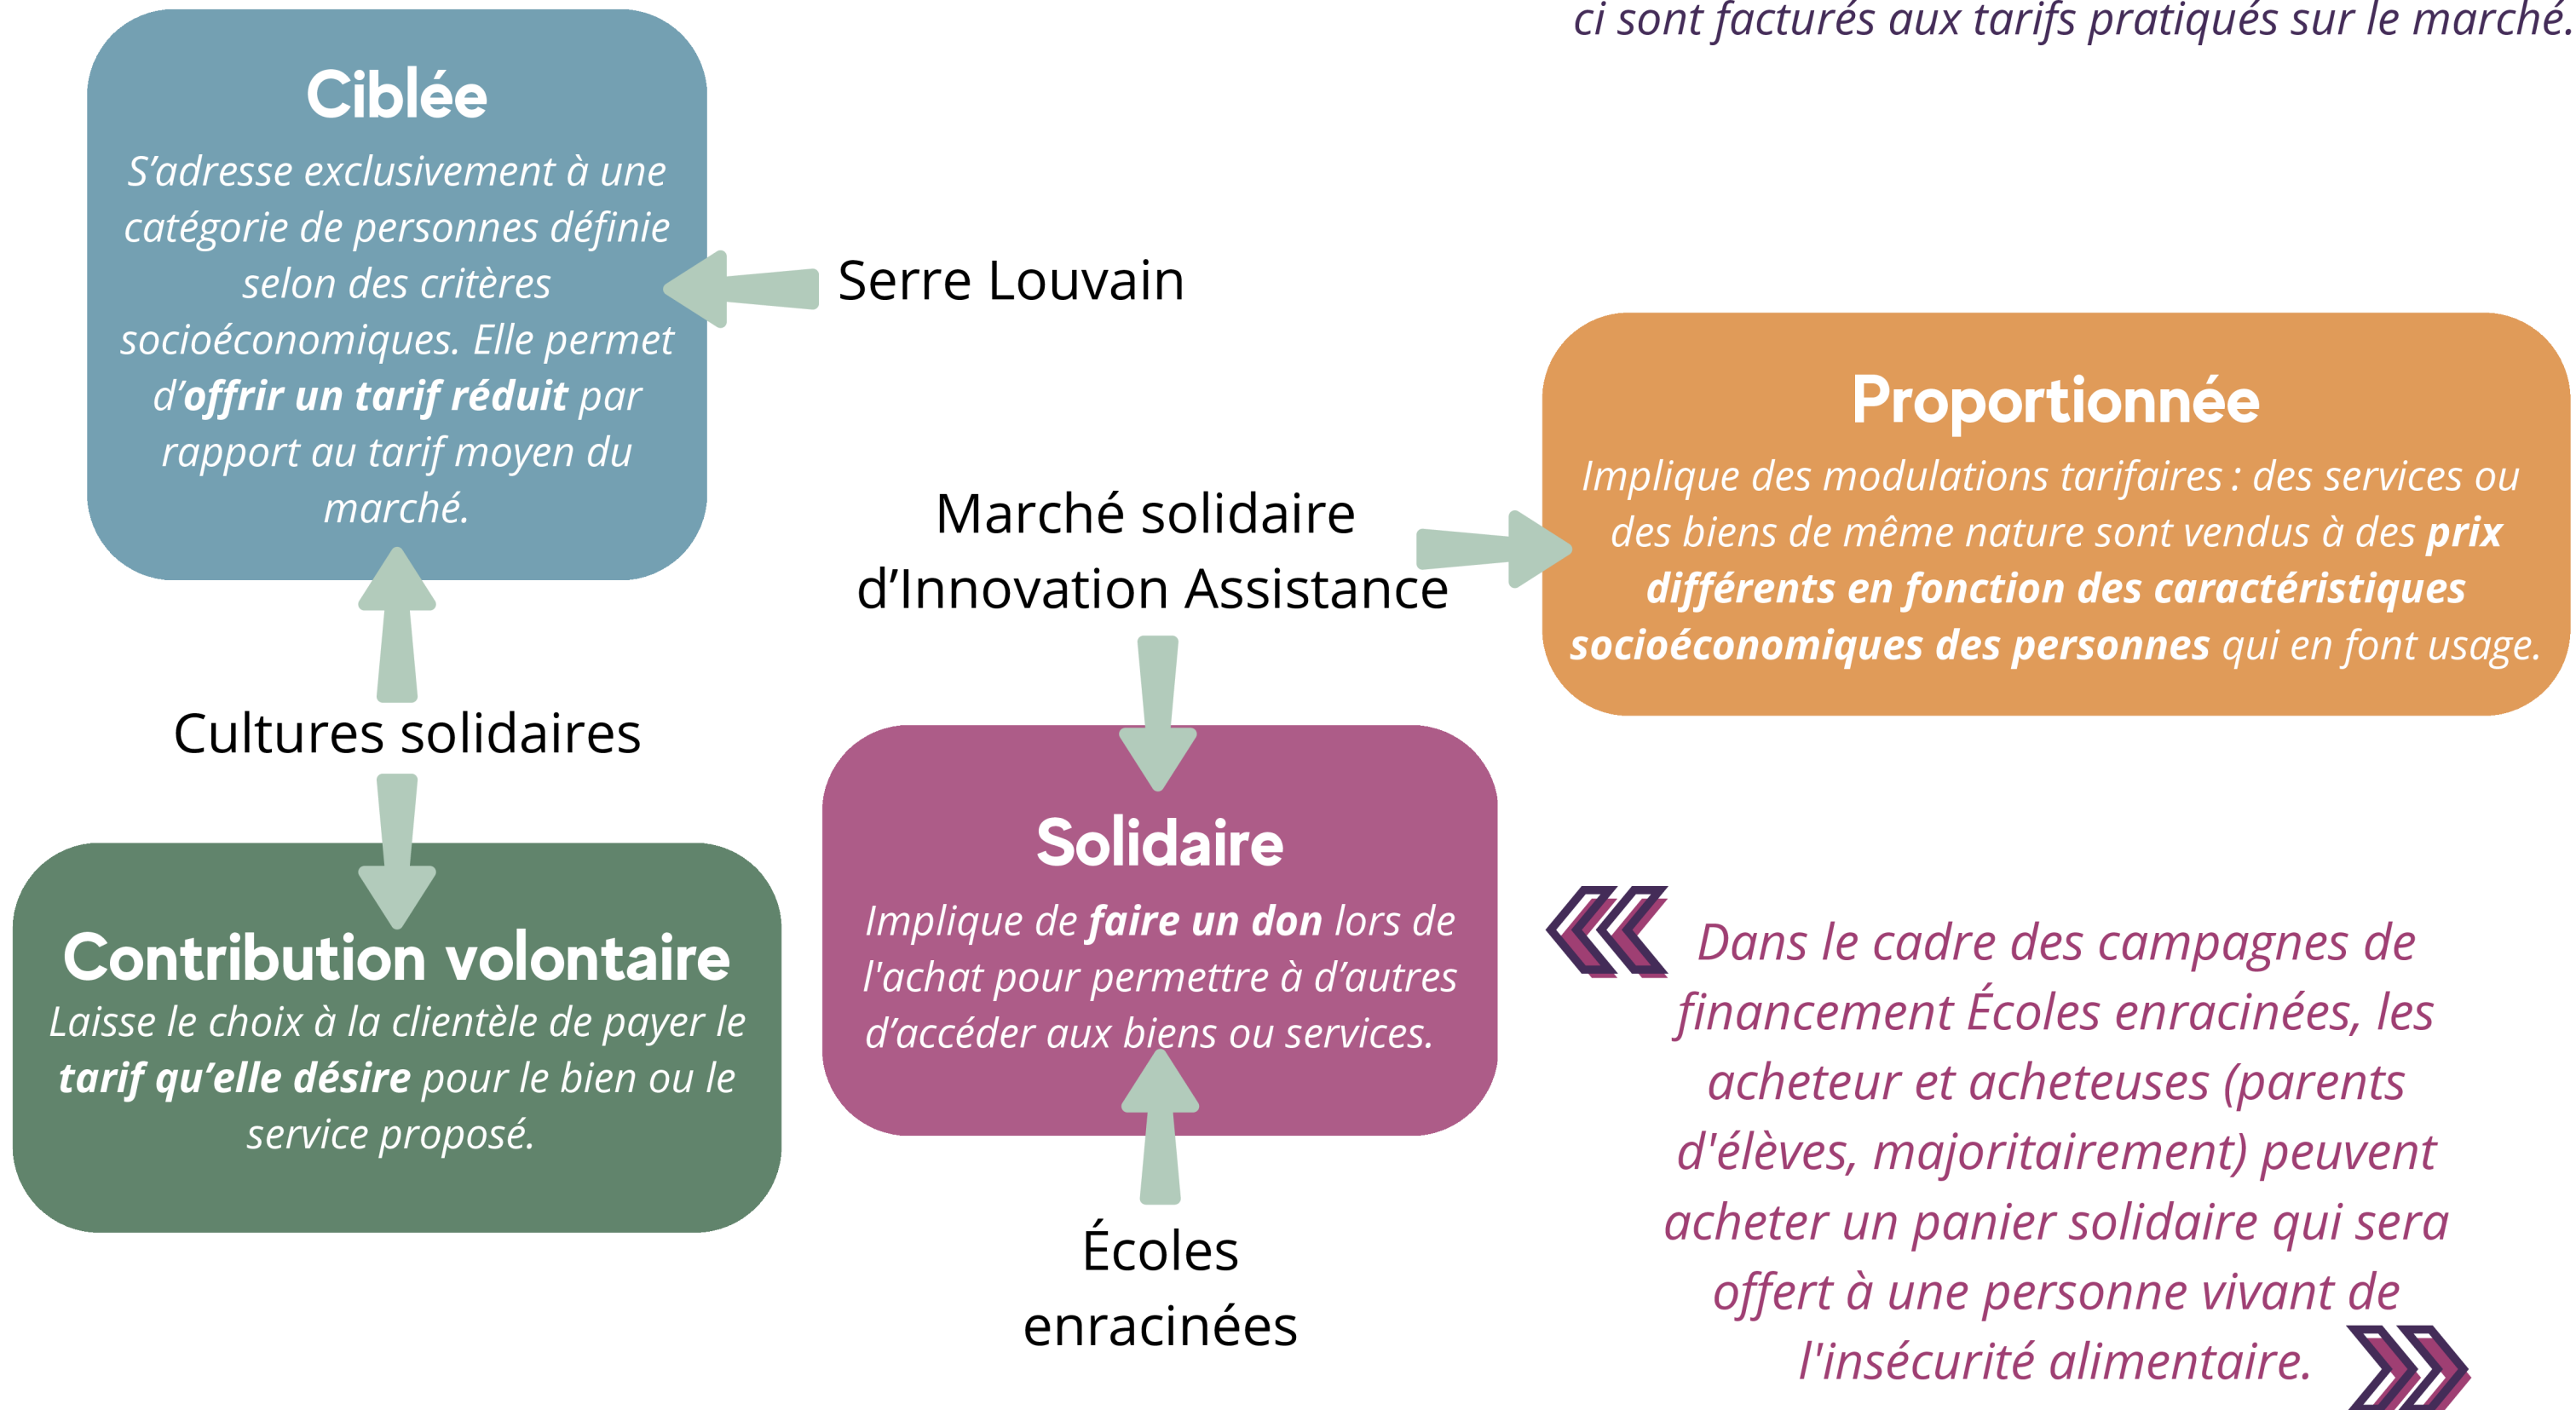 ci sont facturés aux tarifs pratiqués sur le marché.
Ciblée
S’adresse exclusivement à une
catégorie de personnes définie
selon des critères
socioéconomiques. Elle permet
d’offrir un tarif réduit par
rapport au tarif moyen du
marché.
Serre Louvain
Marché solidaire
d’Innovation Assistance
Proportionnée
Implique des modulations tarifaires : des services ou
des biens de même nature sont vendus à des prix
différents en fonction des caractéristiques
socioéconomiques des personnes qui en font usage.
Cultures solidaires
Contribution volontaire
Laisse le choix à la clientèle de payer le
tarif qu’elle désire pour le bien ou le
service proposé.
Solidaire
Implique de faire un don lors de
l'achat pour permettre à d’autres
d’accéder aux biens ou services.
Écoles
enracinées
Dans le cadre des campagnes de
financement Écoles enracinées, les
acheteur et acheteuses (parents
d'élèves, majoritairement) peuvent
acheter un panier solidaire qui sera
offert à une personne vivant de
l'insécurité alimentaire.